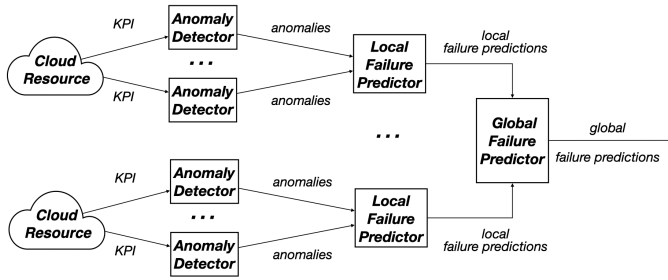 KPI
Anomaly
Detector
anomalies
Cloud
Resource
...
Local
Failure
Predictor
local
failure predictions
KPI
Anomaly
Detector
anomalies
...
Global
Failure
Predictor
global
failure predictions
KPI
Anomaly
Detector
anomalies
Cloud
Resource
...
Local
Failure
Predictor
local
failure predictions
KPI
Anomaly
Detector
anomalies